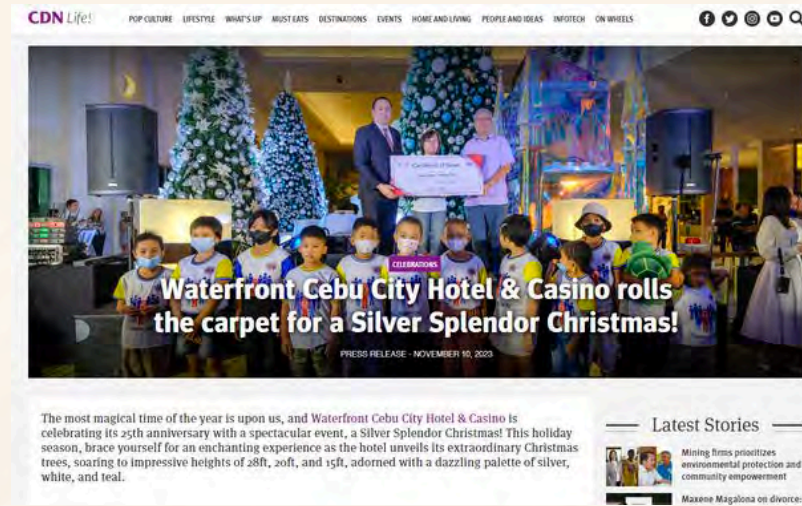 CDN Life!
POP CULTURE LIFESTYLE WHAT'S UP MUST EATS DESTINATIONS EVENTS HOME AND LIVING PEOPLE AND IDEAS INFOTECH ON WHEELS
CELEBRATIONS
Waterfront Cebu City Hotel & Casino rolls
the carpet for a Silver Splendor Christmas!
PRESS RELEASE - NOVEMBER 10, 2023
The most magical time of the year is upon us, and Waterfront Cebu City Hotel & Casino is
celebrating its 25th anniversary with a spectacular event, a Silver Splendor Christmas! This holiday
season, brace yourself for an enchanting experience as the hotel unveils its extraordinary Christmas
trees, soaring to impressive heights of 28ft, 20ft, and 15ft, adorned with a dazzling palette of silver,
white, and teal.
Latest Stories
Mining firms prioritizes
environmental protection and
community empowerment
Maxene Magalona on divorce: